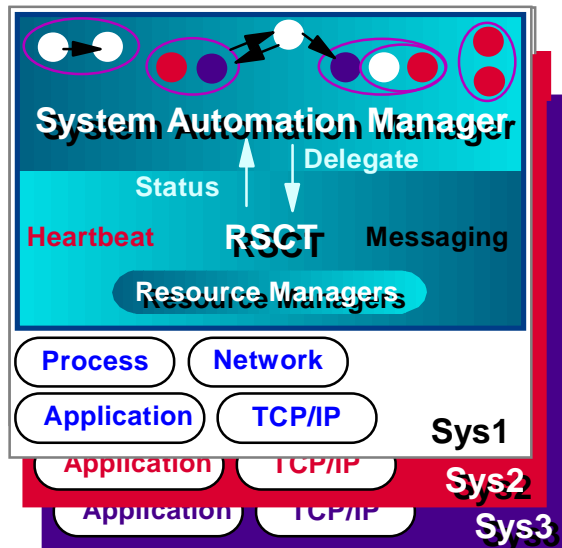 System Automation Manager
Delegate
Status
Heartbeat RSCT Messaging
Resource Managers
Process Network
Application TCP/IP
Sys1
Application TCP/IP
Sys2
Application TCP/IP
Sys3